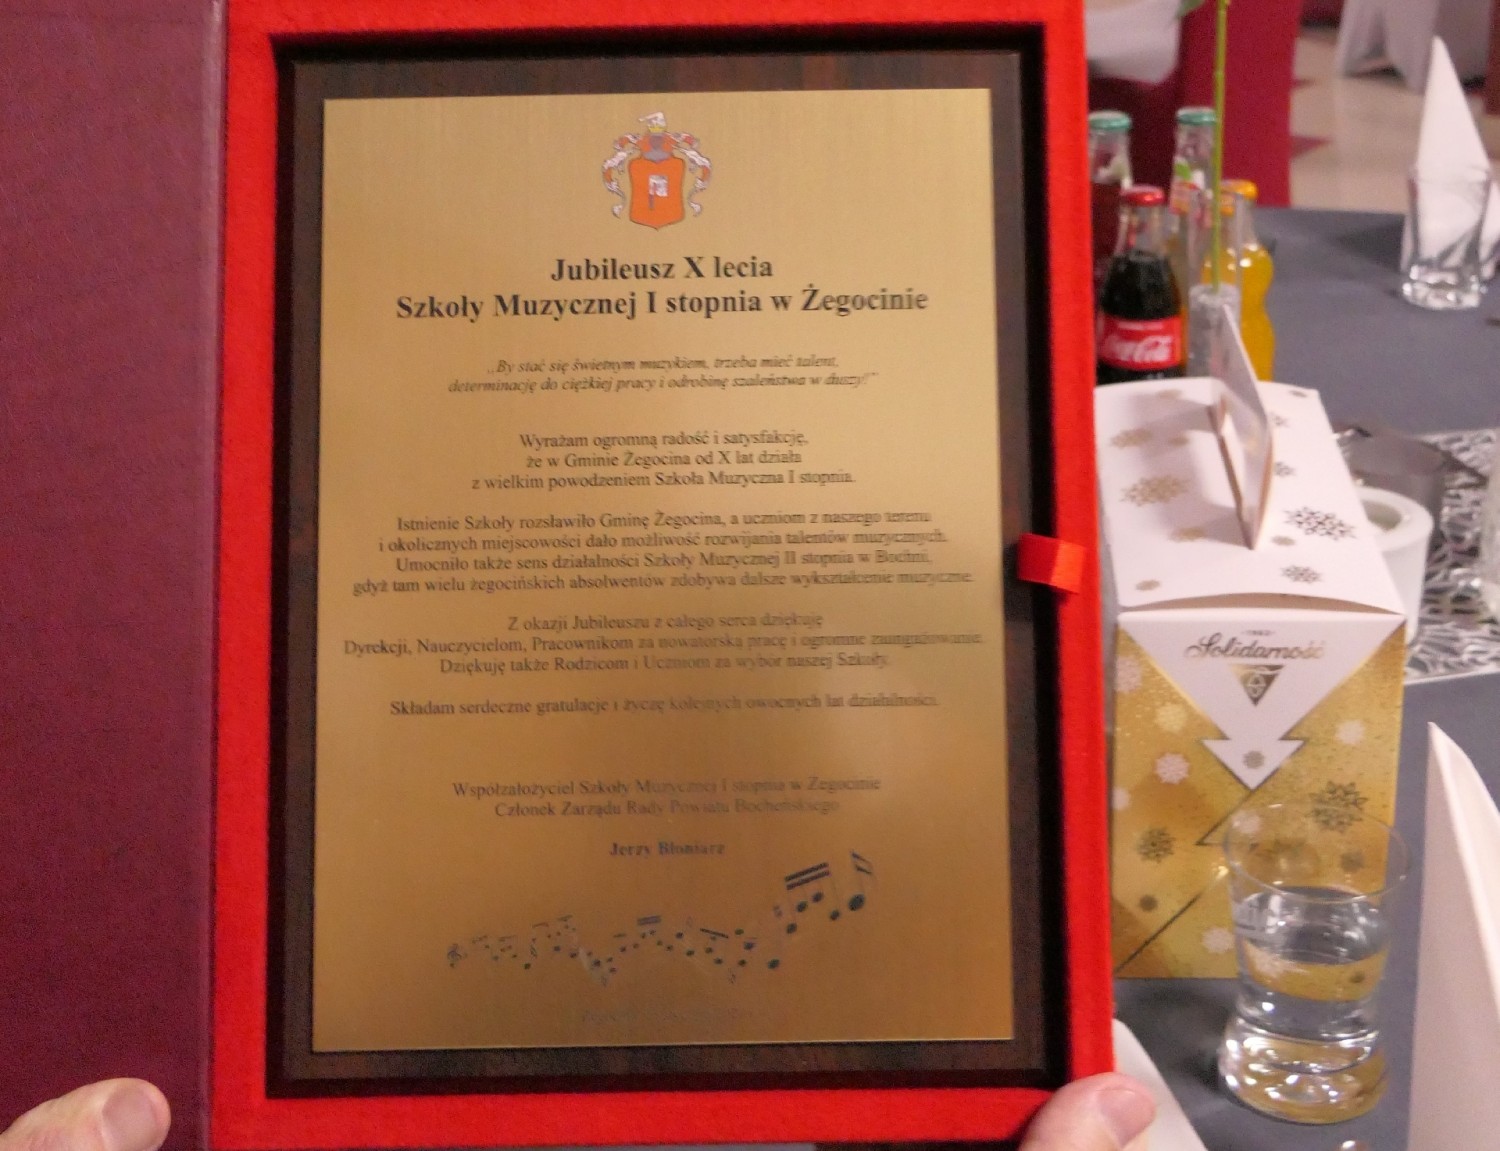 Jubileusz X lecia
Szkoły Muzycznej I stopnia w Żegocinie
„By stać się świetnym muzykiem, trzeba mieć talent,
determinację do ciężkiej pracy i odrobinę szaleństwa w duszy!”
Wyrażam ogromną radość i satysfakcję,
że w Gminie Żegocina od X lat działa
z wielkim powodzeniem Szkoła Muzyczna I stopnia.
Istnienie Szkoły rozsławiło Gminę Żegocina, a uczniom z naszego terenu
i okolicznych miejscowości dało możliwość rozwijania talentów muzycznych.
Umocniło także sens działalności Szkoły Muzycznej II stopnia w Bochni,
gdyż tam wielu żegocińskich absolwentów zdobywa dalsze wykształcenie muzyczne.
Z okazji Jubileuszu z całego serca dziękuję
Dyrekcji, Nauczycielom, Pracownikom za nowatorską pracę i ogromne zaangażowanie.
Dziękuję także Rodzicom i Uczniom za wybór naszej Szkoły.
Składam serdeczne gratulacje i życzę kolejnych owocnych lat działalności.
Współzałożyciel Szkoły Muzycznej I stopnia w Żegocinie
Członek Zarządu Rady Powiatu Bocheńskiego
Jerzy Błoniarz
Coca-Cola
Solidarność